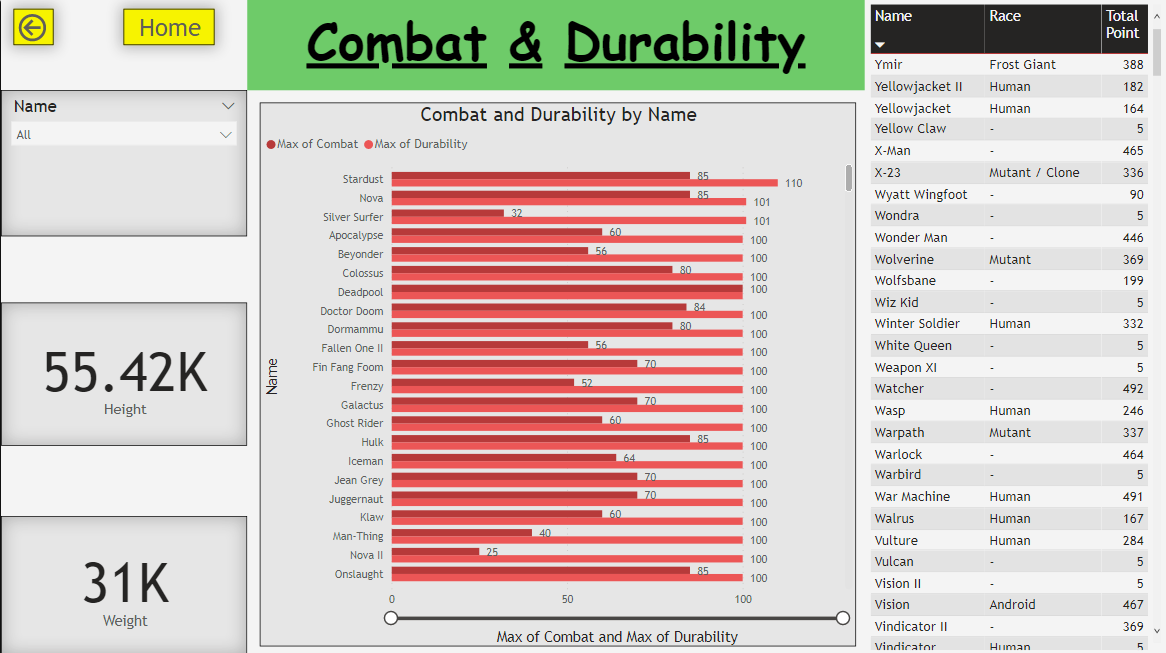 Home
Combat & Durability
Name
All
55.42K
Height
31K
Weight
Combat and Durability by Name
Max of Combat Max of Durability
Name
Stardust 85 110
Nova 85 101
Silver Surfer 32 101
Apocalypse 60 100
Beyonder 56 100
Colossus 80 100
Deadpool 100
Doctor Doom 84 100
Dormammu 80 100
Fallen One II 56 100
Fin Fang Foom 70 100
Frenzy 52 100
Galactus 70 100
Ghost Rider 60 100
Hulk 85 100
Iceman 64 100
Jean Grey 70 100
Juggernaut 70 100
Klaw 60 100
Man-Thing 40 100
Nova II 25 100
Onslaught 85 100
0 50 100
Max of Combat and Max of Durability
Name Race Total Point
Ymir Frost Giant 388
Yellowjacket II Human 182
Yellowjacket Human 164
Yellow Claw - 5
X-Man - 465
X-23 Mutant / Clone 336
Wyatt Wingfoot - 90
Wondra - 5
Wonder Man - 446
Wolverine Mutant 369
Wolfsbane - 199
Wiz Kid - 5
Winter Soldier Human 332
White Queen - 5
Weapon XI - 5
Watcher - 492
Wasp Human 246
Warpath Mutant 337
Warlock - 464
Warbird - 5
War Machine Human 491
Walrus Human 167
Vulture Human 284
Vulcan - 5
Vision II - 5
Vision Android 467
Vindicator II - 369
Vindicator Human 5